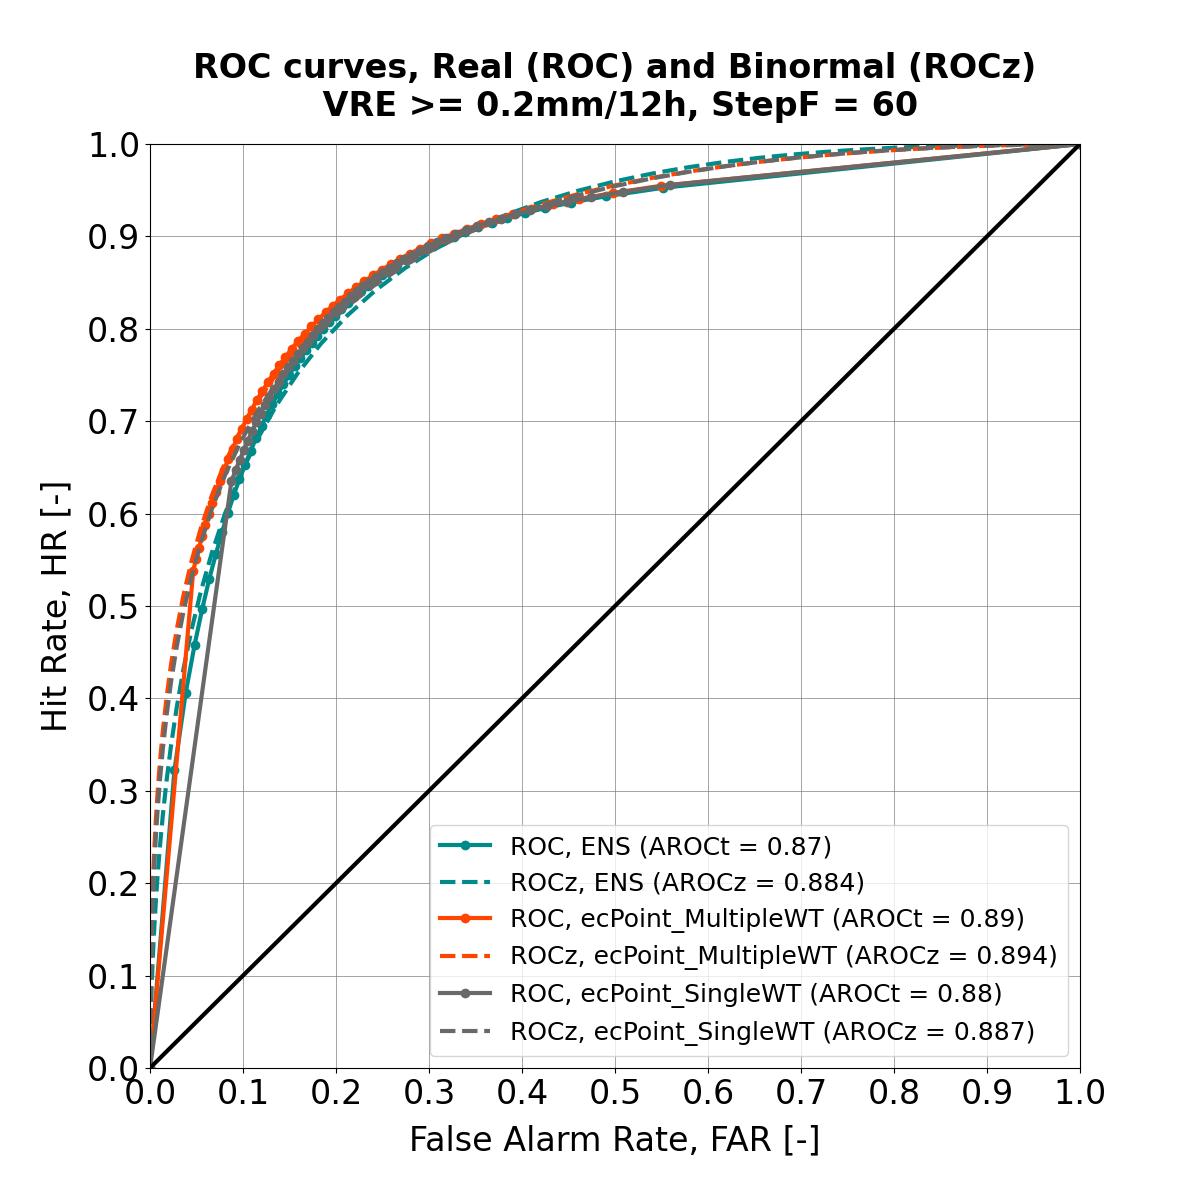 ROC curves, Real (ROC) and Binormal (ROCz)
VRE >= 0.2mm/12h, StepF = 60
1.0
0.9
0.8
0.7
0.6
0.5
0.4
0.3
0.2
0.1
0.0
Hit Rate, HR [-]
ROC, ENS (AROCt = 0.87)
ROCz, ENS (AROCz = 0.884)
ROC, ecPoint_MultipleWT (AROCt = 0.89)
ROCz, ecPoint_MultipleWT (AROCz = 0.894)
ROC, ecPoint_SingleWT (AROCt = 0.88)
ROCz, ecPoint_SingleWT (AROCz = 0.887)
0.0 0.1 0.2 0.3 0.4 0.5 0.6 0.7 0.8 0.9 1.0
False Alarm Rate, FAR [-]